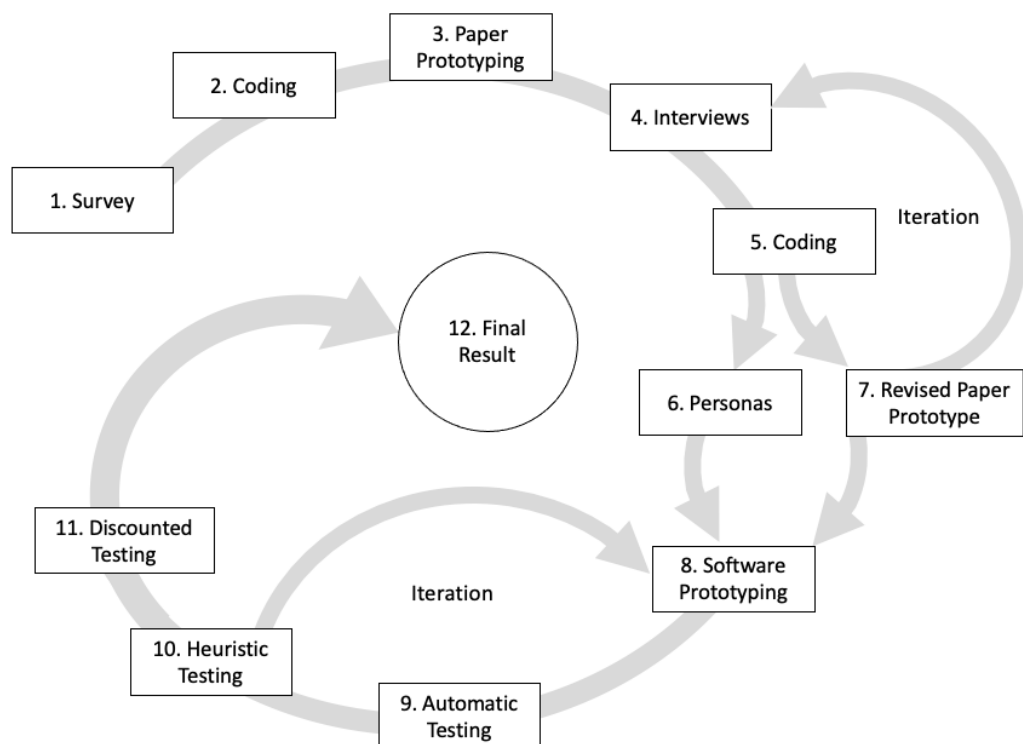 1. Survey
2. Coding
3. Paper
Prototyping
4. Interviews
5. Coding
Iteration
6. Personas
7. Revised Paper
Prototype
8. Software
Prototyping
9. Automatic
Testing
10. Heuristic
Testing
Iteration
11. Discounted
Testing
12. Final
Result